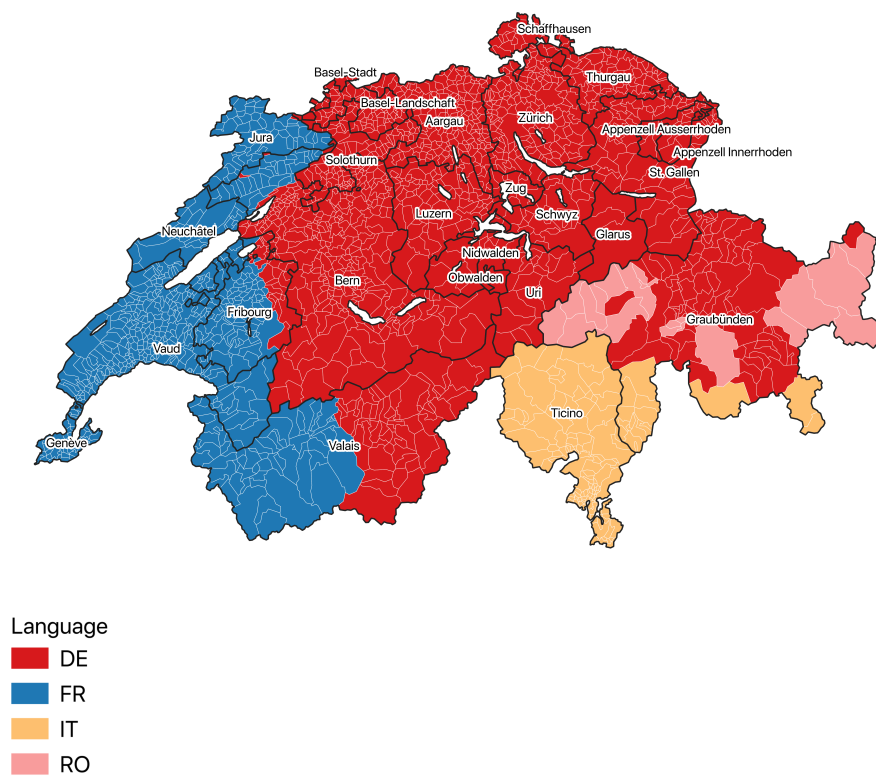 Schaffhausen
Basel-Stadt
Thurgau
Basel-Landschaft
Aargau
Zürich
Appenzell Ausserrhoden
Jura
Appenzell Innerrhoden
Solothurn
St. Gallen
Zug
Luzern
Schwyz
Neuchâtel
Glarus
Nidwalden
Obwalden
Bern
Uri
Fribourg
Graubünden
Vaud
Ticino
Genève
Valais
Language
DE
FR
IT
RO